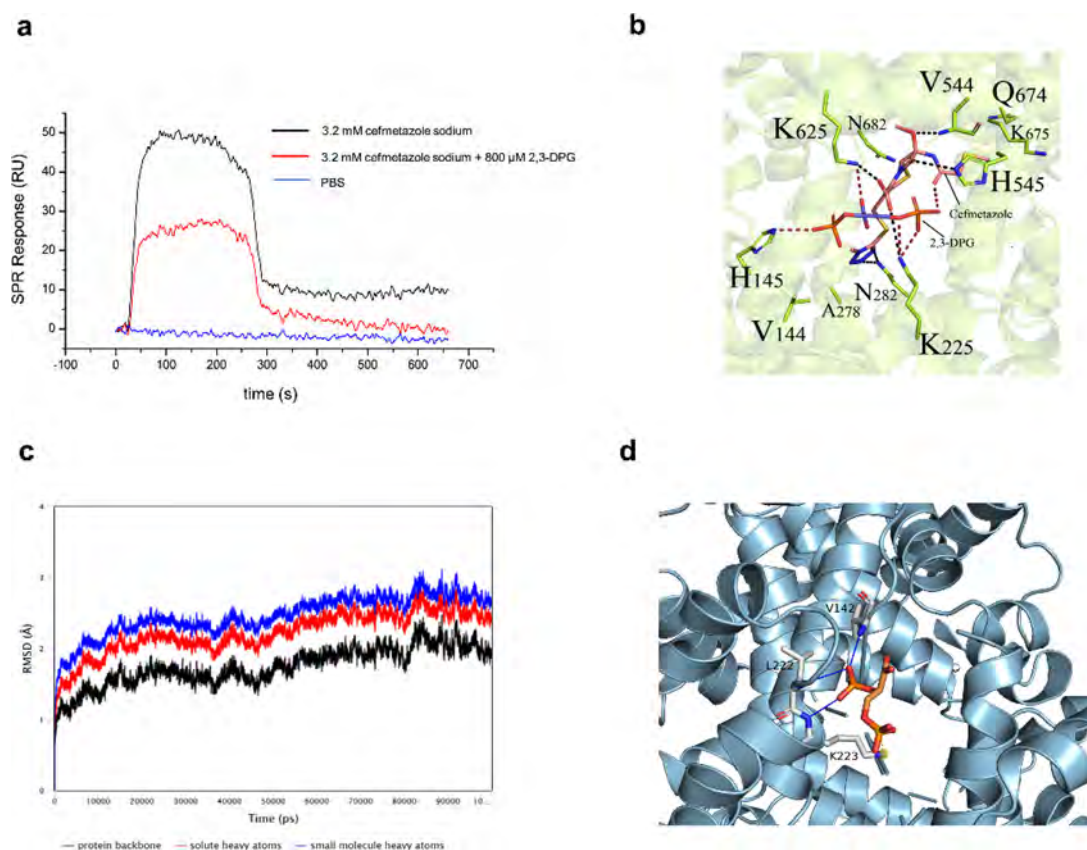 a
SPR Response (RU)
50
40
30
20
10
0
-100 0 100 200 300 400 500 600 700
time (s)
3.2 mM cefmetazole sodium
3.2 mM cefmetazole sodium + 800 μM 2,3-DPG
PBS
b
V544
Q674
K625
N682
K675
H545
Cefmetazole
2,3-DPG
H145
N282
A278
V144
K225
c
RMSD (Å)
4
3
2
1
0
0 10000 20000 30000 40000 50000 60000 70000 80000 90000 10...
Time (ps)
protein backbone solute heavy atoms small molecule heavy atoms
d
V142
L222
K223